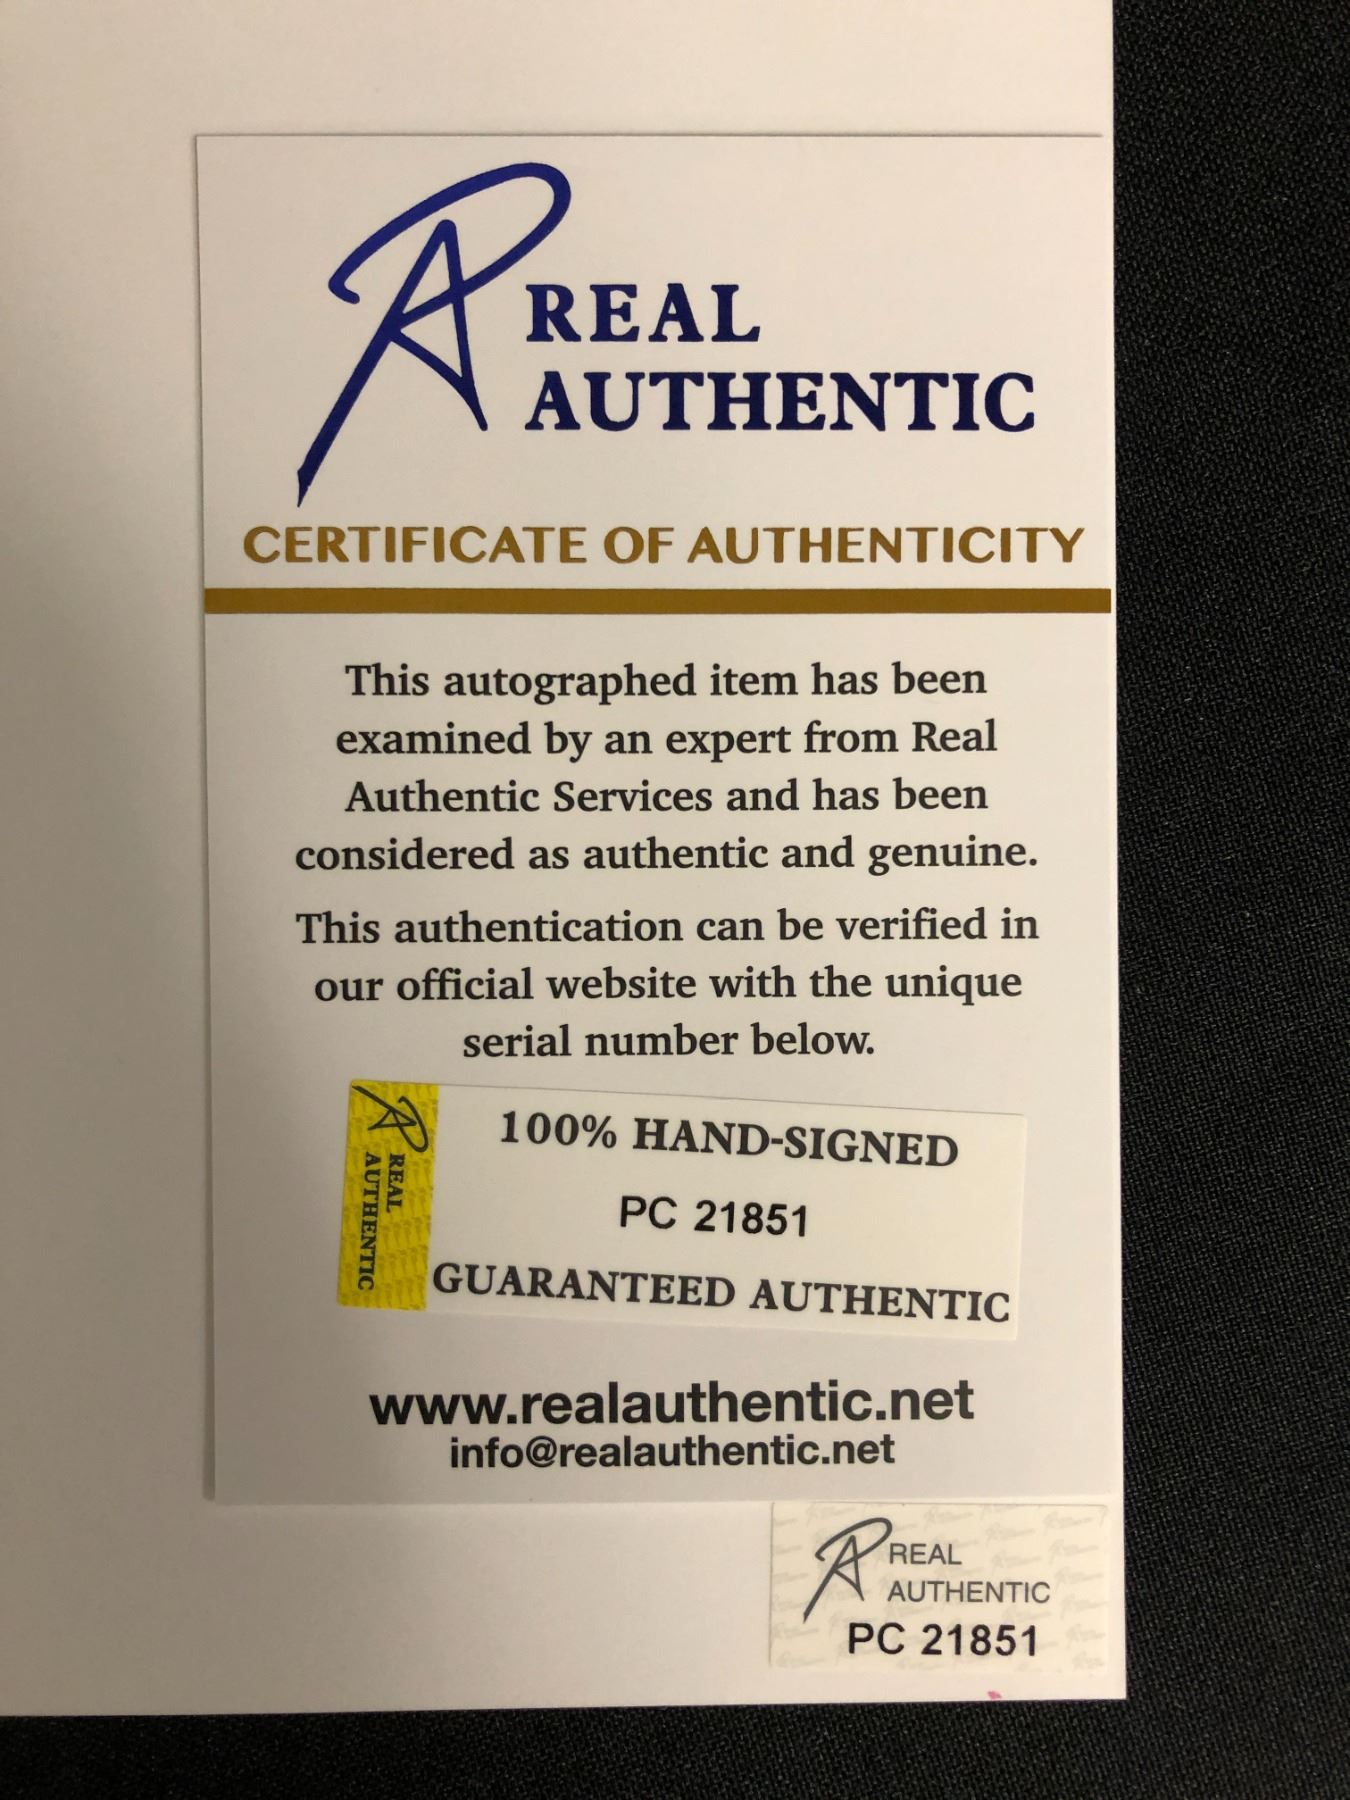 REAL
AUTHENTIC
CERTIFICATE OF AUTHENTICITY
This autographed item has been
examined by an expert from Real
Authentic Services and has been
considered as authentic and genuine.
This authentication can be verified in
our official website with the unique
serial number below.
REAL
AUTHENTIC
100% HAND-SIGNED
PC 21851
GUARANTEED AUTHENTIC
www.realauthentic.net
info@realauthentic.net
REAL
AUTHENTIC
PC 21851